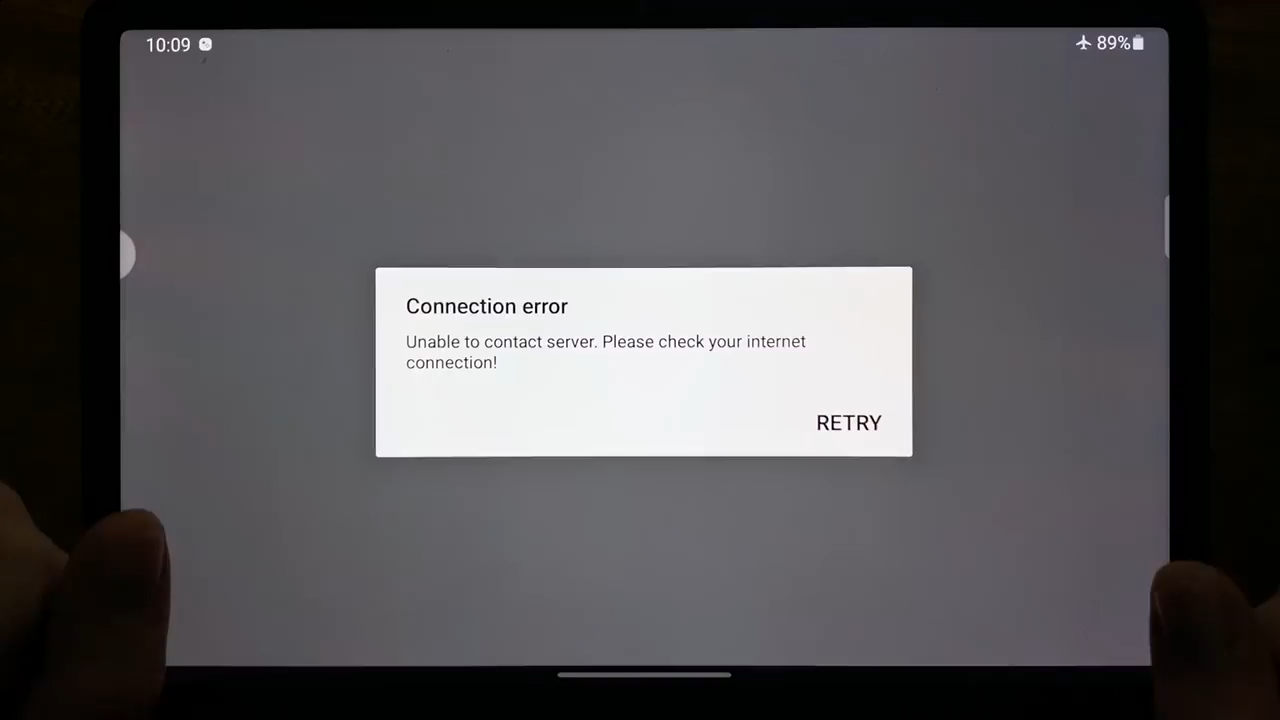 10:09
89%
Connection error
Unable to contact server. Please check your internet
connection!
RETRY